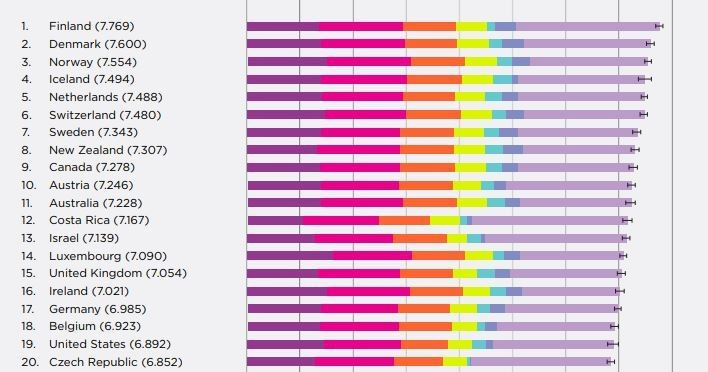 1. Finland (7.769)
2. Denmark (7.600)
3. Norway (7.554)
4. Iceland (7.494)
5. Netherlands (7.488)
6. Switzerland (7.480)
7. Sweden (7.343)
8. New Zealand (7.307)
9. Canada (7.278)
10. Austria (7.246)
11. Australia (7.228)
12. Costa Rica (7.167)
13. Israel (7.139)
14. Luxembourg (7.090)
15. United Kingdom (7.054)
16. Ireland (7.021)
17. Germany (6.985)
18. Belgium (6.923)
19. United States (6.892)
20. Czech Republic (6.852)